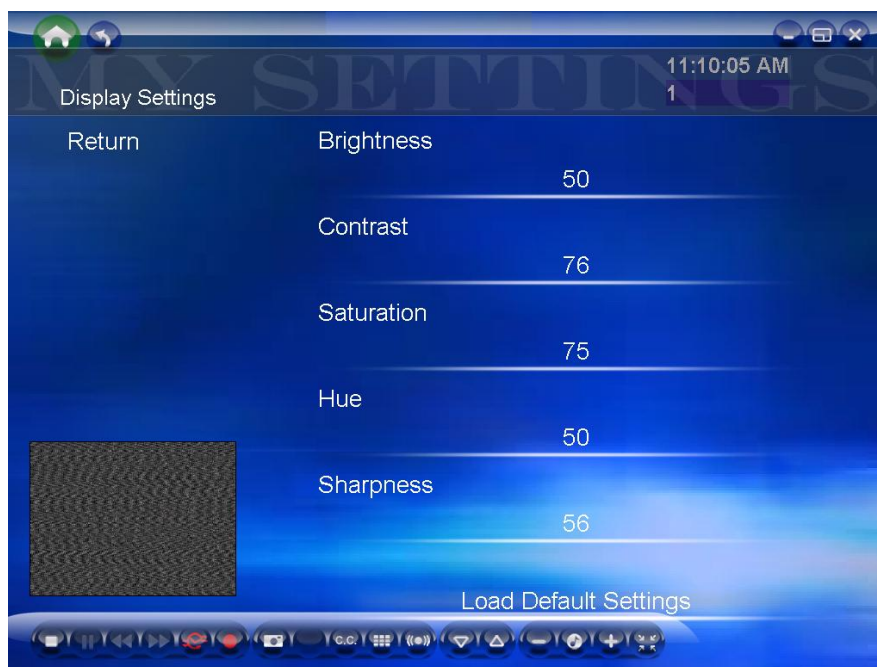 MY SETTINGS
11:10:05 AM
1
Display Settings
Return
Brightness
50
Contrast
76
Saturation
75
Hue
50
Sharpness
56
Load Default Settings
C.C.